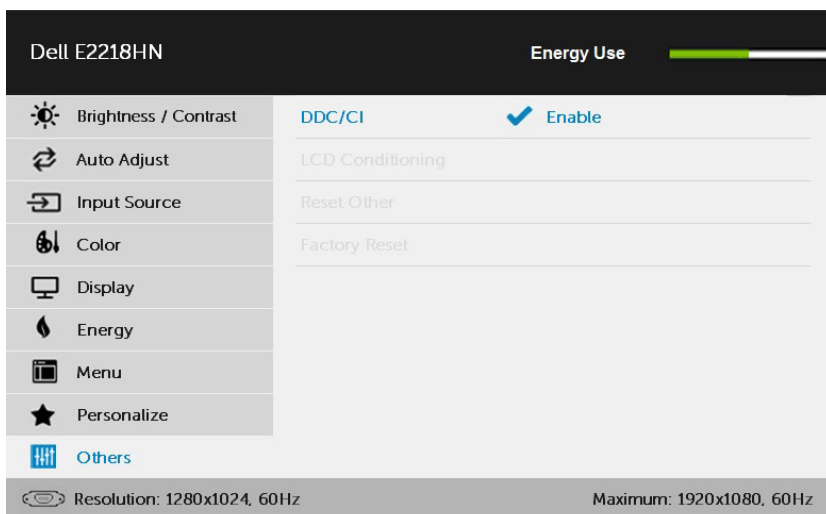 Dell E2218HN Energy Use
Brightness / Contrast DDC/CI Enable
Auto Adjust LCD Conditioning
Input Source Reset Other
Color Factory Reset
Display
Energy
Menu
Personalize
Others
Resolution: 1280x1024, 60Hz Maximum: 1920x1080, 60Hz